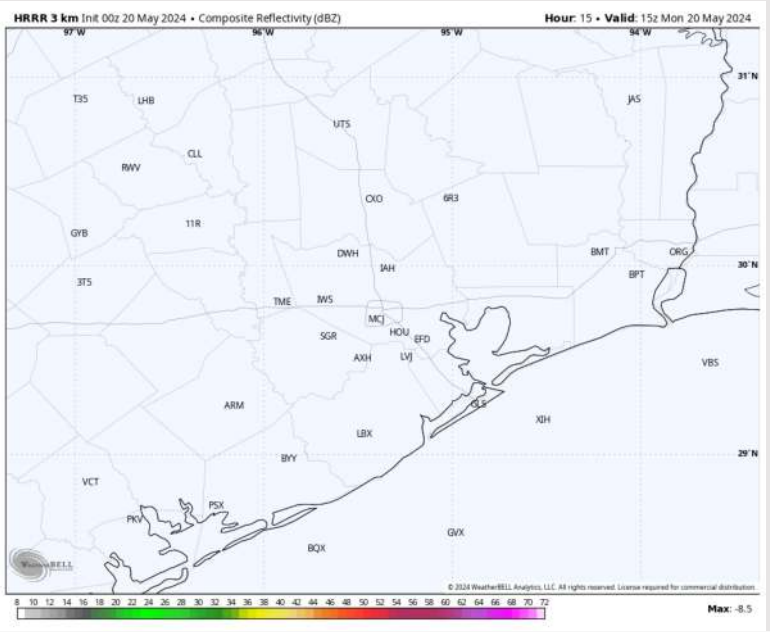 HRRR 3 km Init 00z 20 May 2024 • Composite Reflectivity (dBZ) Hour: 15 • Valid: 15z Mon 20 May 2024
97°W 96°W 95°W 94°W
31°N
T35 LHB JAS
UTS
CLL
RWV
OXO 6R3
11R
GYB
DWH BMT ORG
IAH 30°N
BPT
3T5
TME IWS
MCJ
HOU
SGR EFD
AXH LVJ
VBS
ARM GLS
XIH
LBX
BYY 29°N
VCT
PSX
PKV
GVX
BQX
WeatherBELL
© 2024 WeatherBELL Analytics, LLC. All rights reserved. License required for commercial distribution.
8 10 12 14 16 18 20 22 24 26 28 30 32 34 36 38 40 42 44 46 48 50 52 54 56 58 60 62 64 66 68 70 72
Max: -8.5